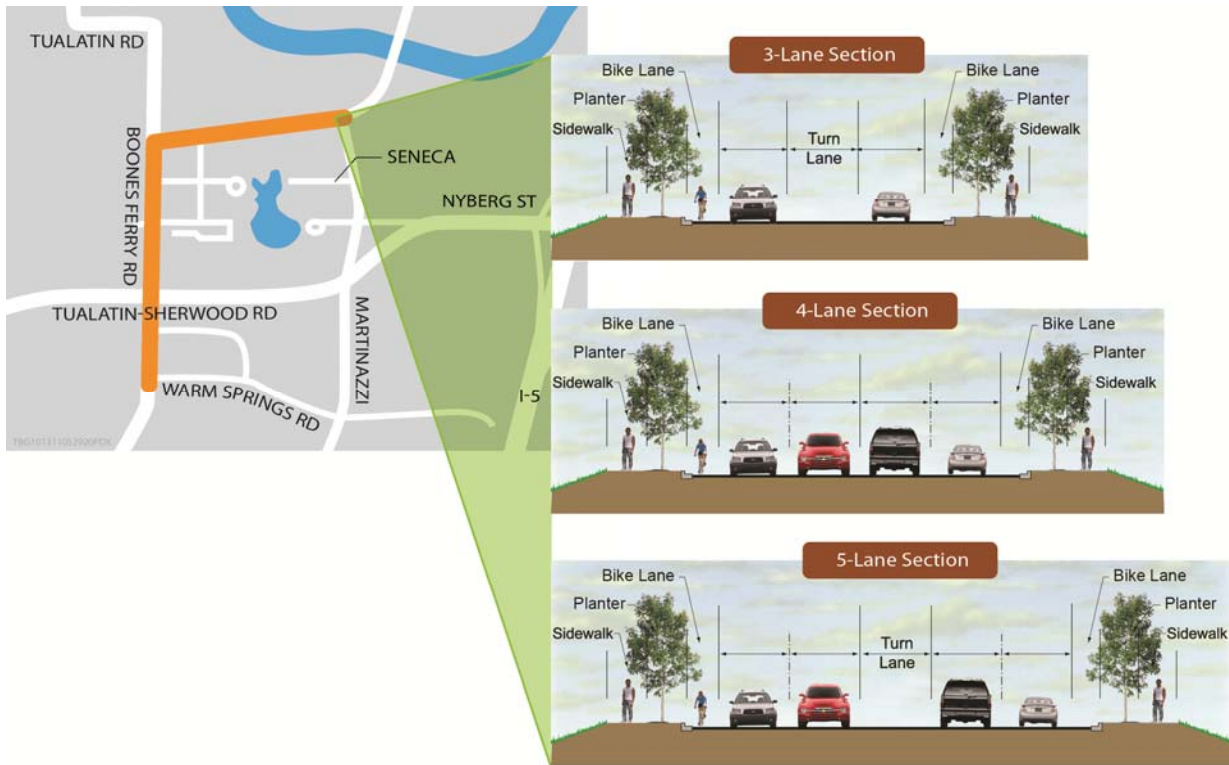 TUALATIN RD
BOONES FERRY RD
SENECA
NYBERG ST
TUALATIN-SHERWOOD RD
MARTINAZZI
WARM SPRINGS RD
I-5
TBG101311052920PDX
3-Lane Section
Bike Lane
Bike Lane
Planter
Planter
Sidewalk
Sidewalk
Turn
Lane
4-Lane Section
Bike Lane
Bike Lane
Planter
Planter
Sidewalk
Sidewalk
5-Lane Section
Bike Lane
Bike Lane
Planter
Planter
Sidewalk
Sidewalk
Turn
Lane